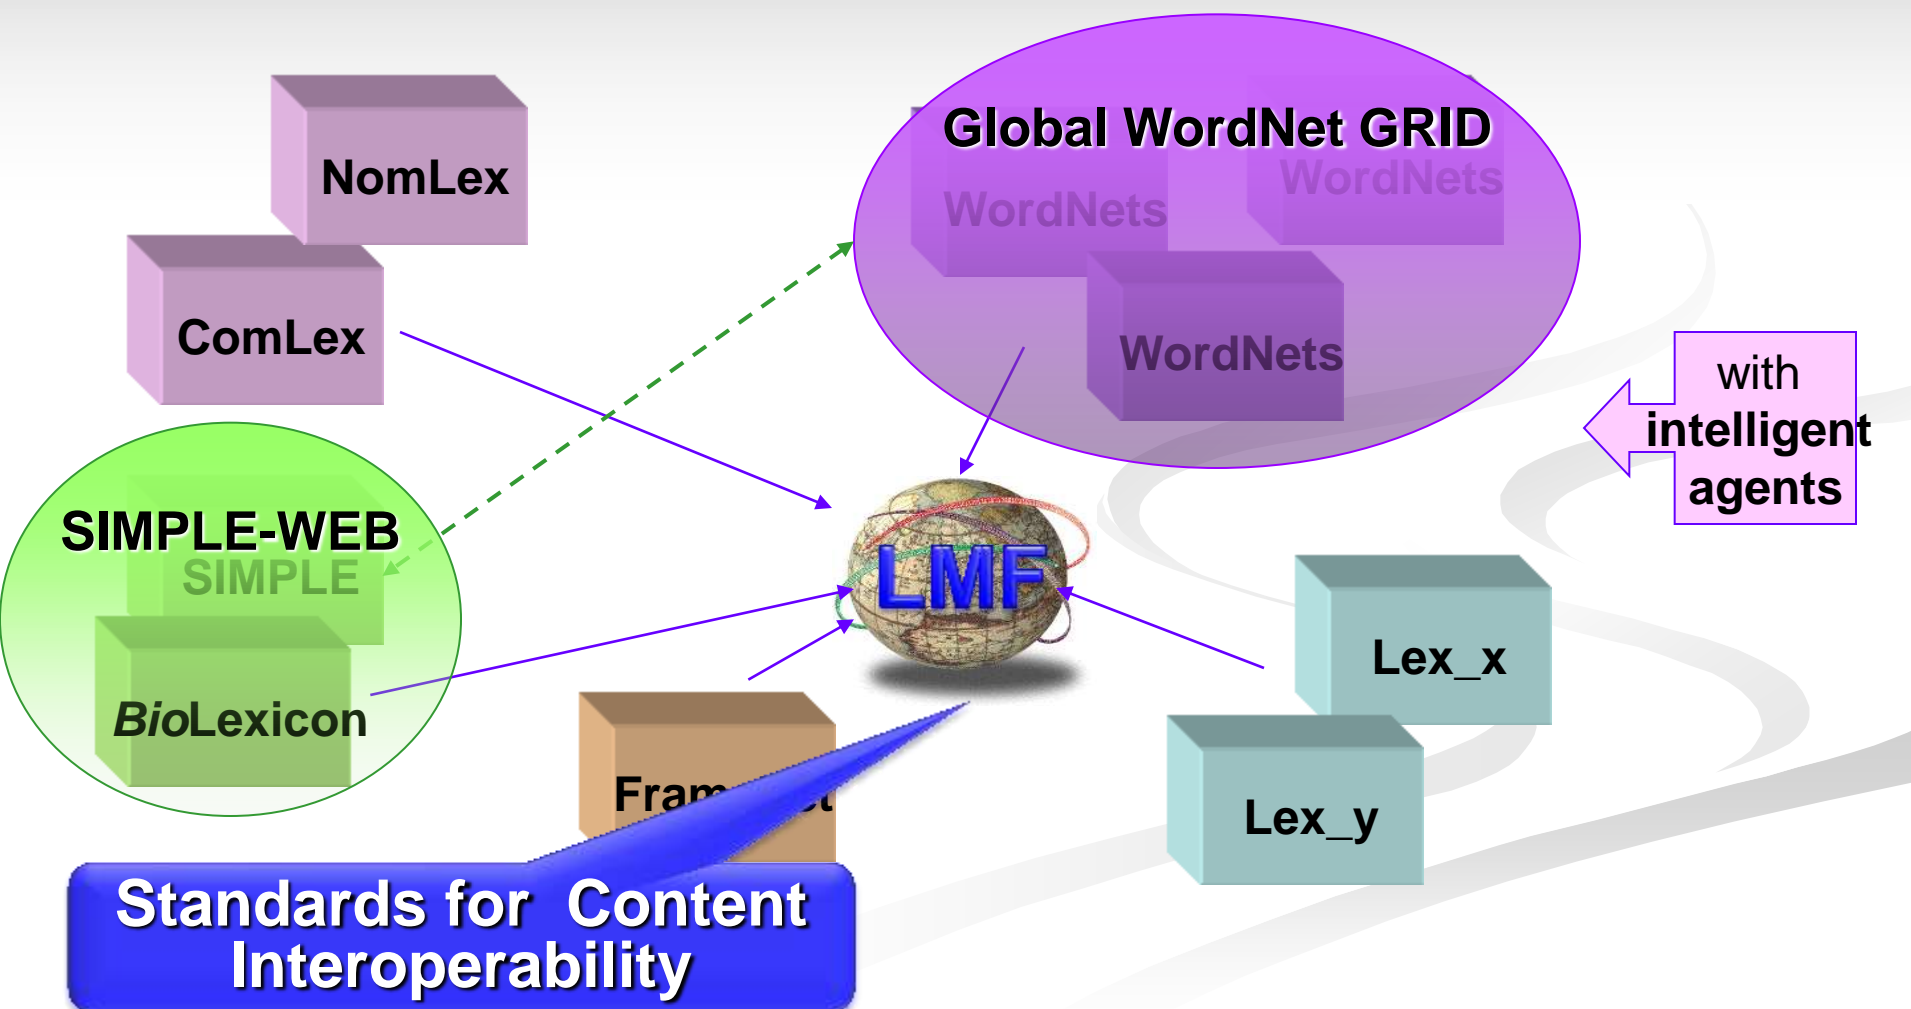 Global WordNet GRID
NomLex
WordNets
WordNets
ComLex
WordNets
with
intelligent
agents
SIMPLE-WEB
SIMPLE
LMF
Lex_x
BioLexicon
Lex_y
Standards for Content
Interoperability